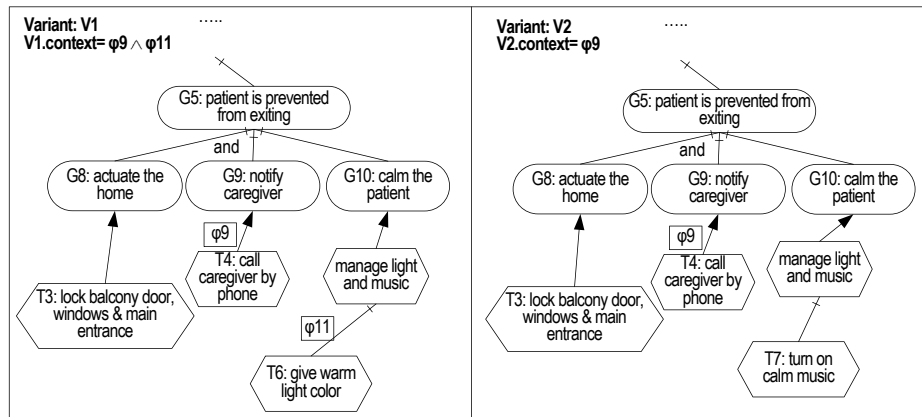 Variant: V1
V1.context= φ9 ∧ φ11
.....
G5: patient is prevented
from exiting
and
G8: actuate the
home
G9: notify
caregiver
G10: calm the
patient
φ9
T3: lock balcony door,
windows & main
entrance
T4: call
caregiver by
phone
manage light
and music
φ11
T6: give warm
light color
Variant: V2
V2.context= φ9
.....
G5: patient is prevented from
exiting
and
G8: actuate the
home
G9: notify
caregiver
G10: calm the
patient
φ9
T3: lock balcony door,
windows & main
entrance
T4: call
caregiver by
phone
manage light
and music
T7: turn on
calm music